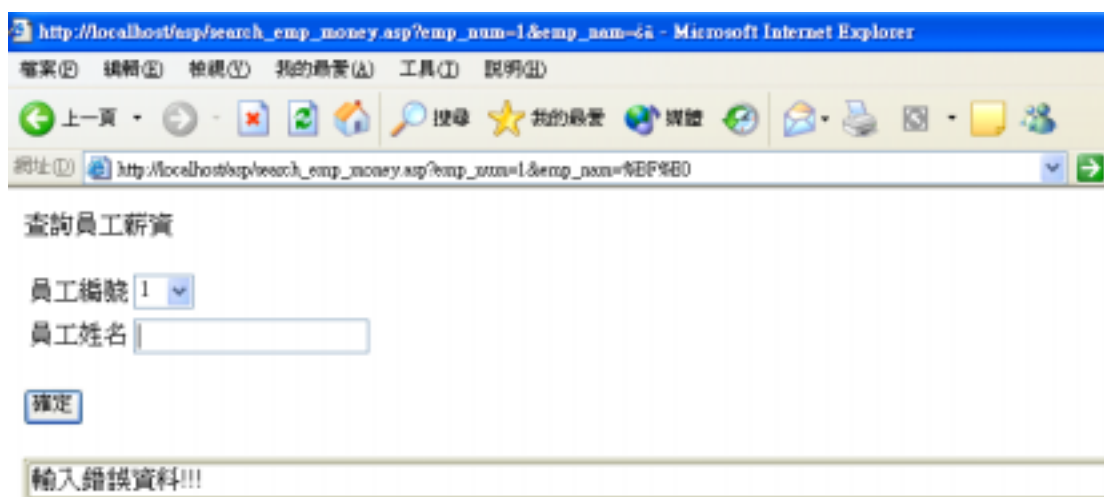 http://localhost/asp/search_emp_money.asp?emp_num=1&emp_nam=¿à - Microsoft Internet Explorer
檔案(F) 編輯(E) 檢視(V) 我的最愛(A) 工具(T) 說明(H)
上一頁 搜尋 我的最愛 媒體
網址(D) http://localhost/asp/search_emp_money.asp?emp_num=1&emp_nam=%BF%E0
查詢員工薪資
員工編號 1
員工姓名
確定
輸入錯誤資料!!!